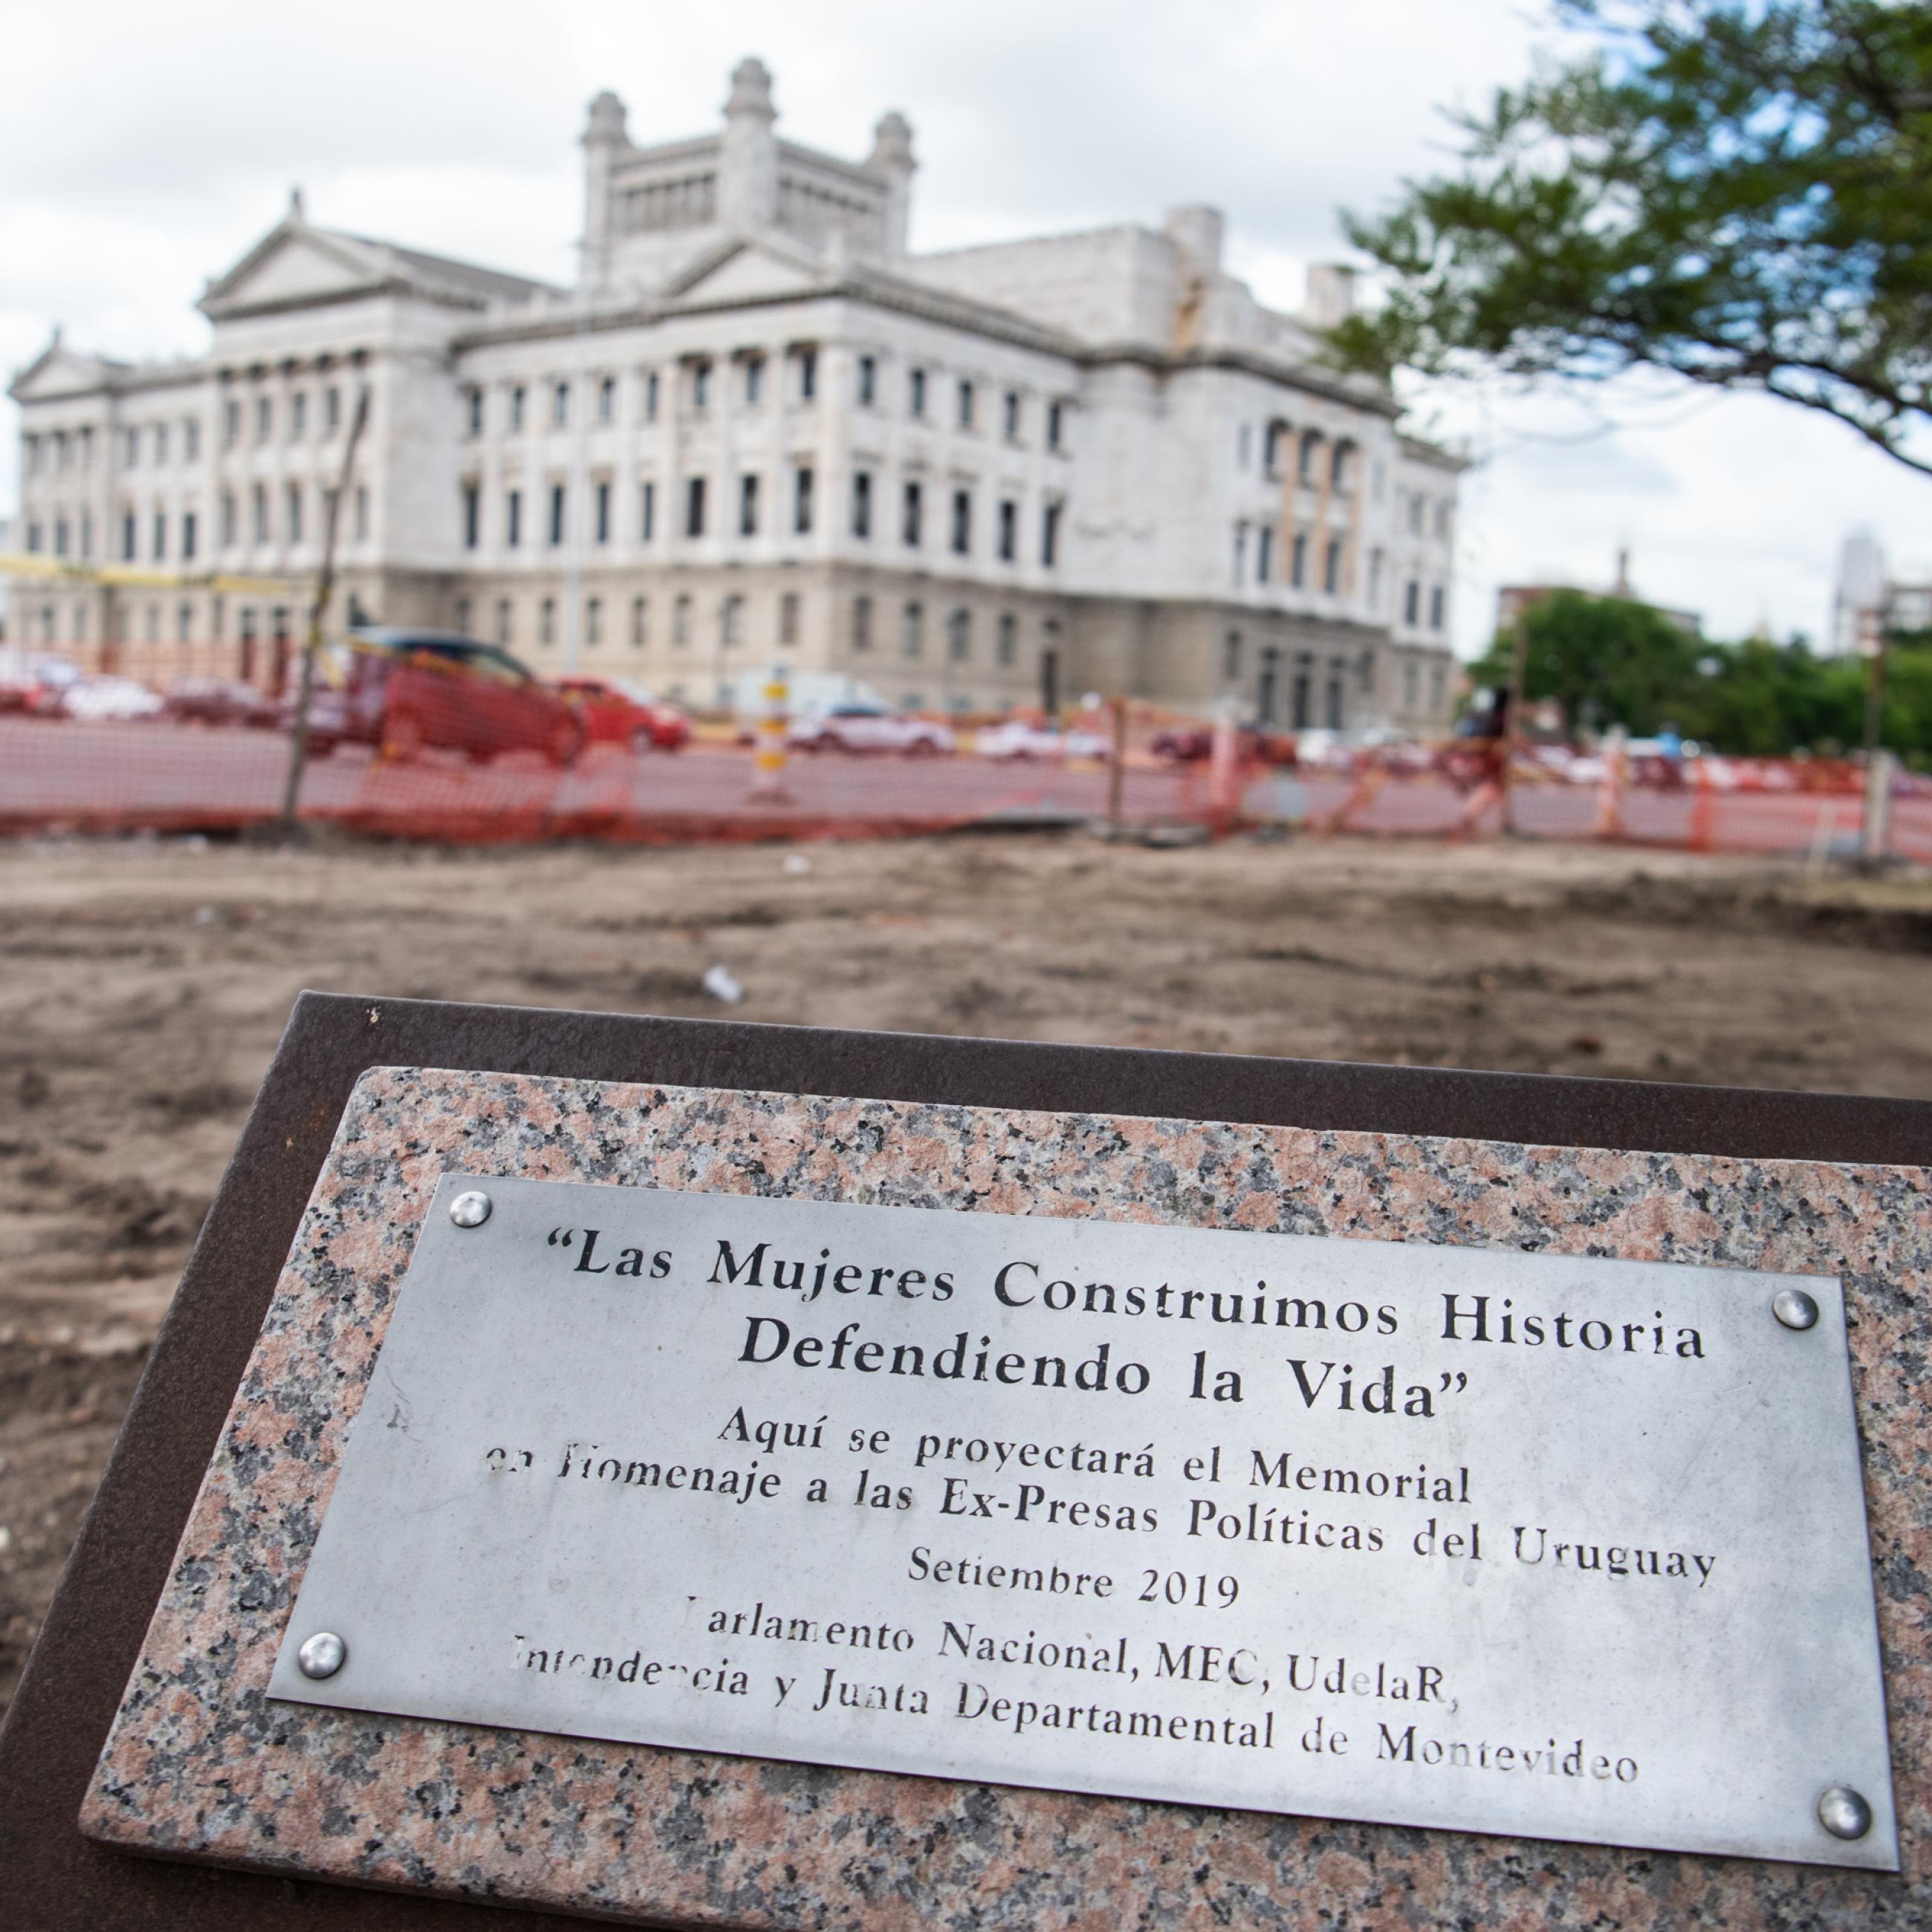 “Las Mujeres Construimos Historia
Defendiendo la Vida”
Aquí se proyectará el Memorial
en Homenaje a las Ex-Presas Políticas del Uruguay
Setiembre 2019
Parlamento Nacional, MEC, UdelaR,
Intendencia y Junta Departamental de Montevideo